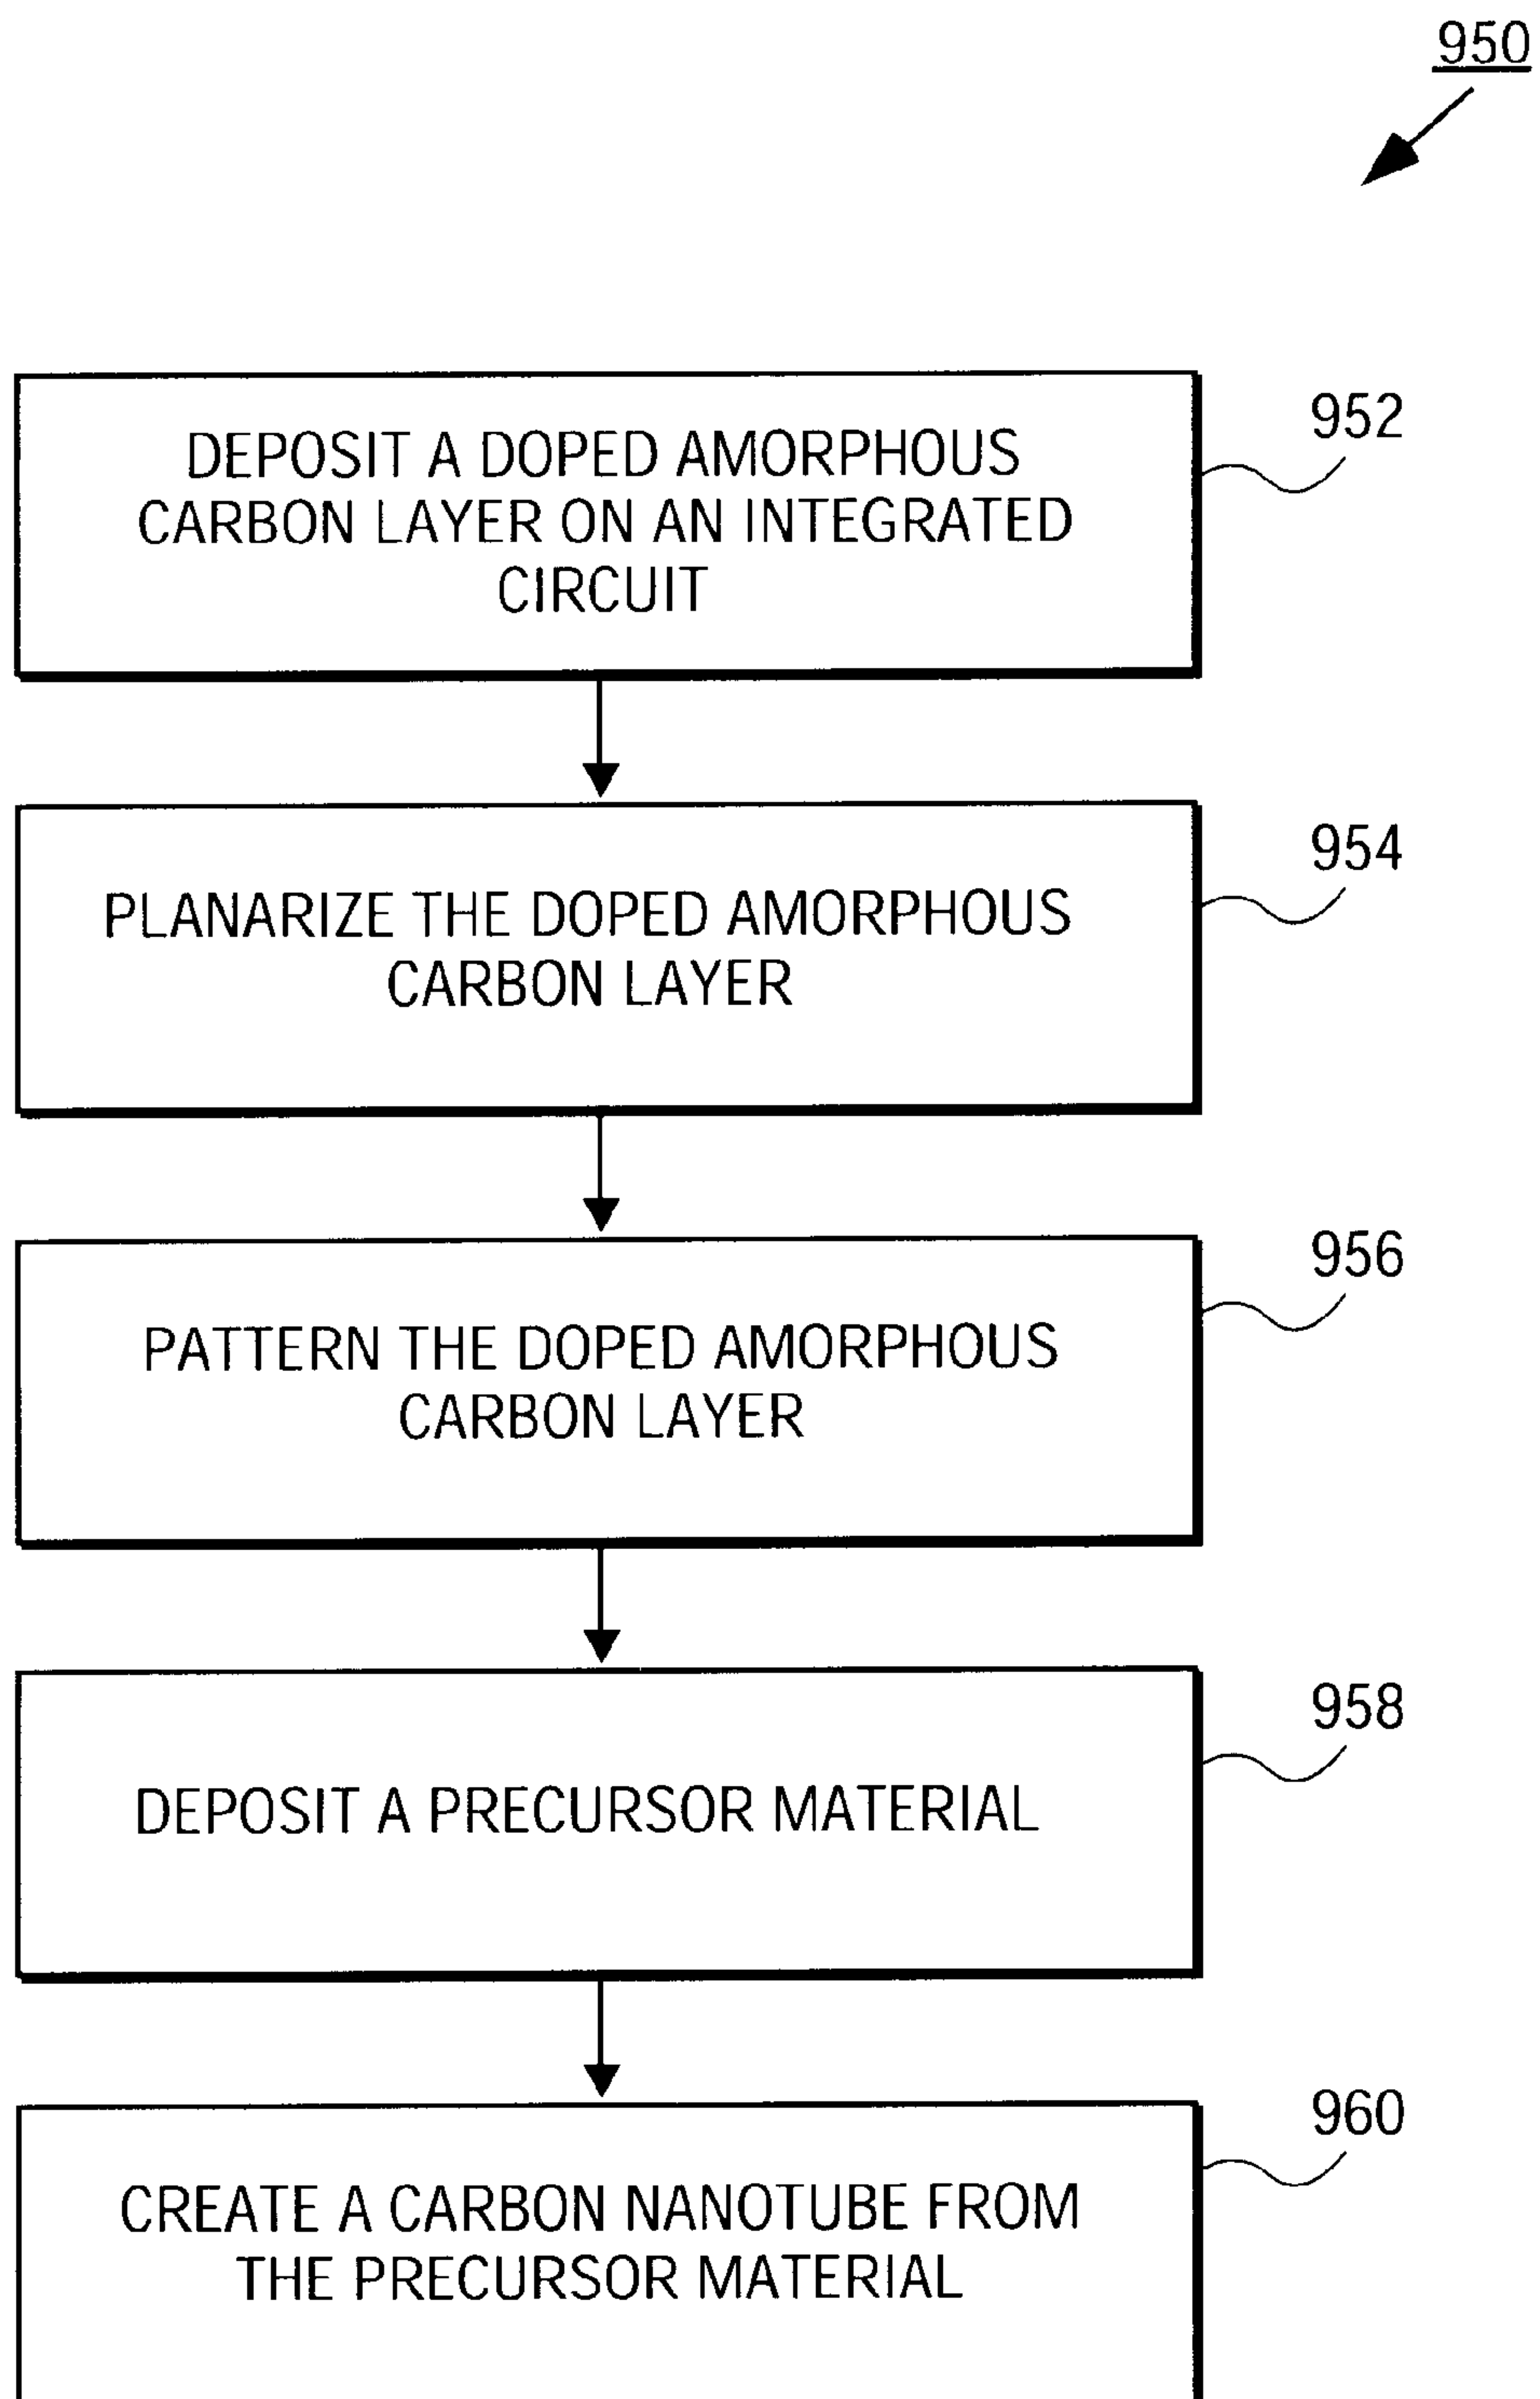 950
DEPOSIT A DOPED AMORPHOUS
CARBON LAYER ON AN INTEGRATED
CIRCUIT
952
PLANARIZE THE DOPED AMORPHOUS
CARBON LAYER
954
PATTERN THE DOPED AMORPHOUS
CARBON LAYER
956
DEPOSIT A PRECURSOR MATERIAL
958
CREATE A CARBON NANOTUBE FROM
THE PRECURSOR MATERIAL
960